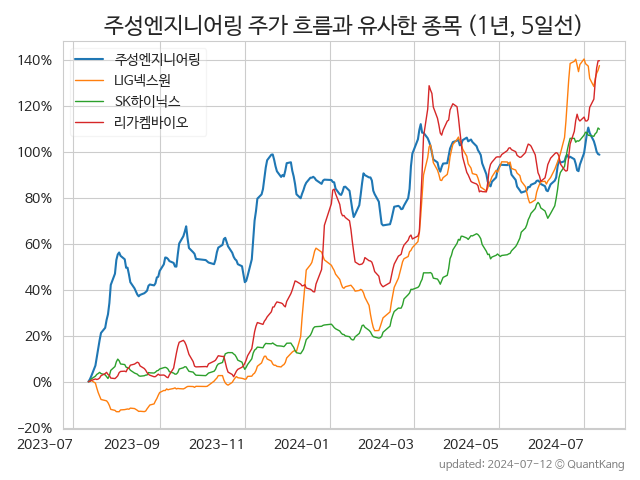 주성엔지니어링 주가 흐름과 유사한 종목 (1년, 5일선)
140%
120%
100%
80%
60%
40%
20%
0%
−20%
주성엔지니어링
LIG넥스원
SK하이닉스
리가켐바이오
2023-07
2023-09
2023-11
2024-01
2024-03
2024-05
2024-07
updated: 2024-07-12 © QuantKang